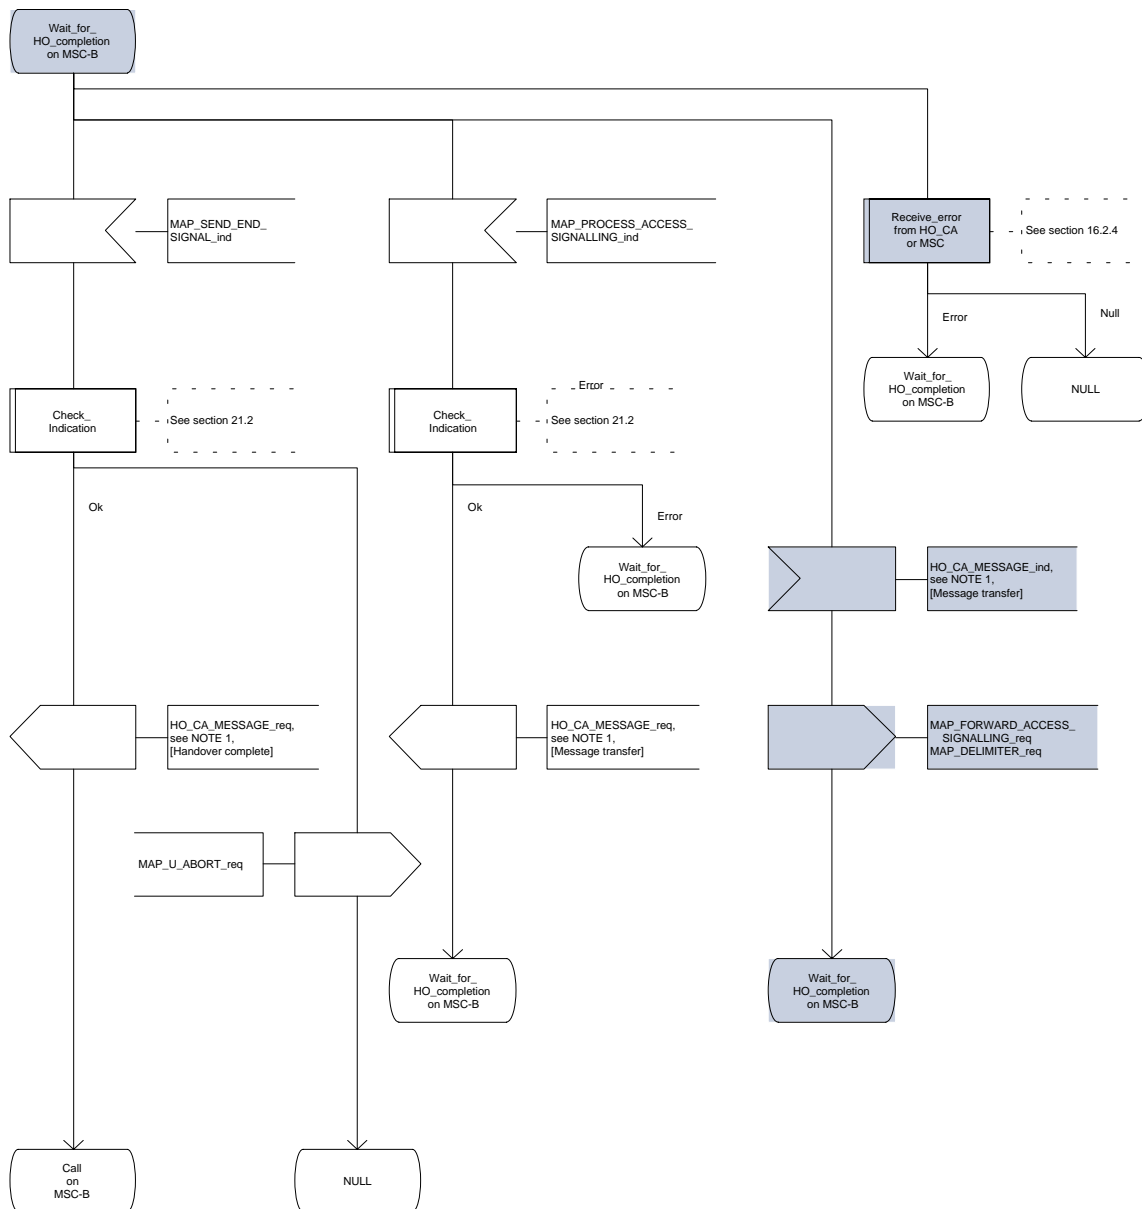 Wait_for_
HO_completion
on MSC-B
MAP_SEND_END_
SIGNAL_ind
MAP_PROCESS_ACCESS_
SIGNALLING_ind
Receive_error
from HO_CA
or MSC
See section 16.2.4
Error
Null
Wait_for_
HO_completion
on MSC-B
NULL
Check_
Indication
See section 21.2
Check_
Indication
Error
See section 21.2
Ok
Ok
Error
Wait_for_
HO_completion
on MSC-B
HO_CA_MESSAGE_ind,
see NOTE 1,
[Message transfer]
HO_CA_MESSAGE_req,
see NOTE 1,
[Handover complete]
HO_CA_MESSAGE_req,
see NOTE 1,
[Message transfer]
MAP_FORWARD_ACCESS_
SIGNALLING_req
MAP_DELIMITER_req
MAP_U_ABORT_req
Wait_for_
HO_completion
on MSC-B
Wait_for_
HO_completion
on MSC-B
Call
on
MSC-B
NULL